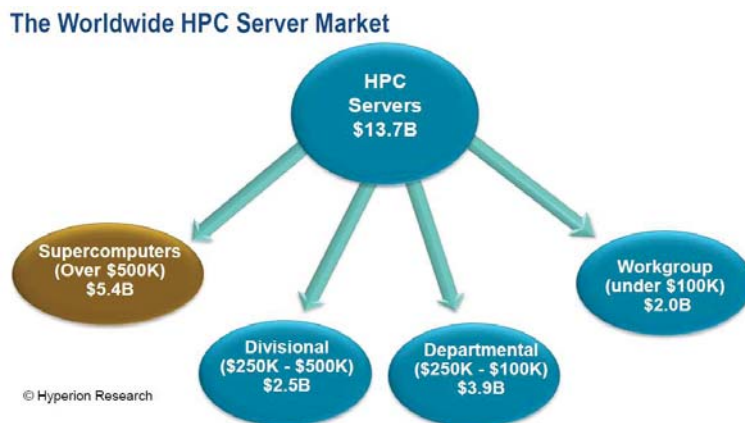 The Worldwide HPC Server Market
HPC
Servers
$13.7B
Supercomputers
(Over $500K)
$5.4B
Divisional
($250K - $500K)
$2.5B
Departmental
($250K - $100K)
$3.9B
Workgroup
(under $100K)
$2.0B
© Hyperion Research